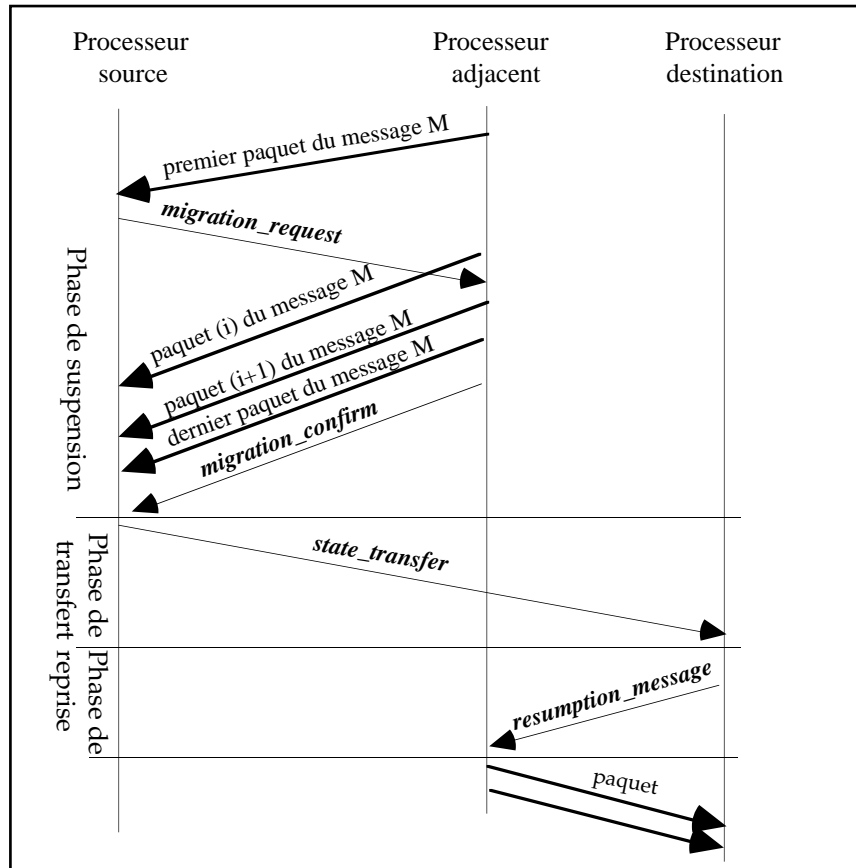 Processeur
source
Processeur
adjacent
Processeur
destination
premier paquet du message M
migration_request
paquet (i) du message M
paquet (i+1) du message M
dernier paquet du message M
migration_confirm
Phase de suspension
state_transfer
Phase de
transfert
resumption_message
Phase de
reprise
paquet